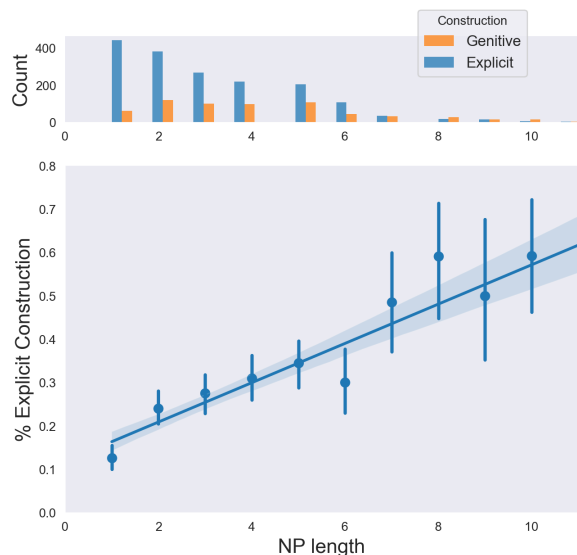 Construction
Genitive
Explicit
Count
400
200
0
0 2 4 6 8 10
% Explicit Construction
0.8
0.7
0.6
0.5
0.4
0.3
0.2
0.1
0.0
0 2 4 6 8 10
NP length